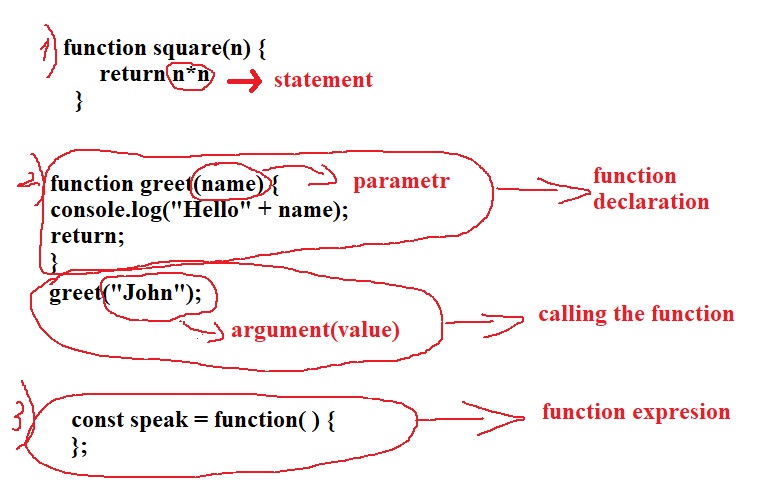 1) function square(n) {
return n*n statement
}
2) function greet(name) { parametr
function
declaration
console.log("Hello" + name);
return;
}
greet("John");
argument(value)
calling the function
3) const speak = function( ) {
};
function expresion